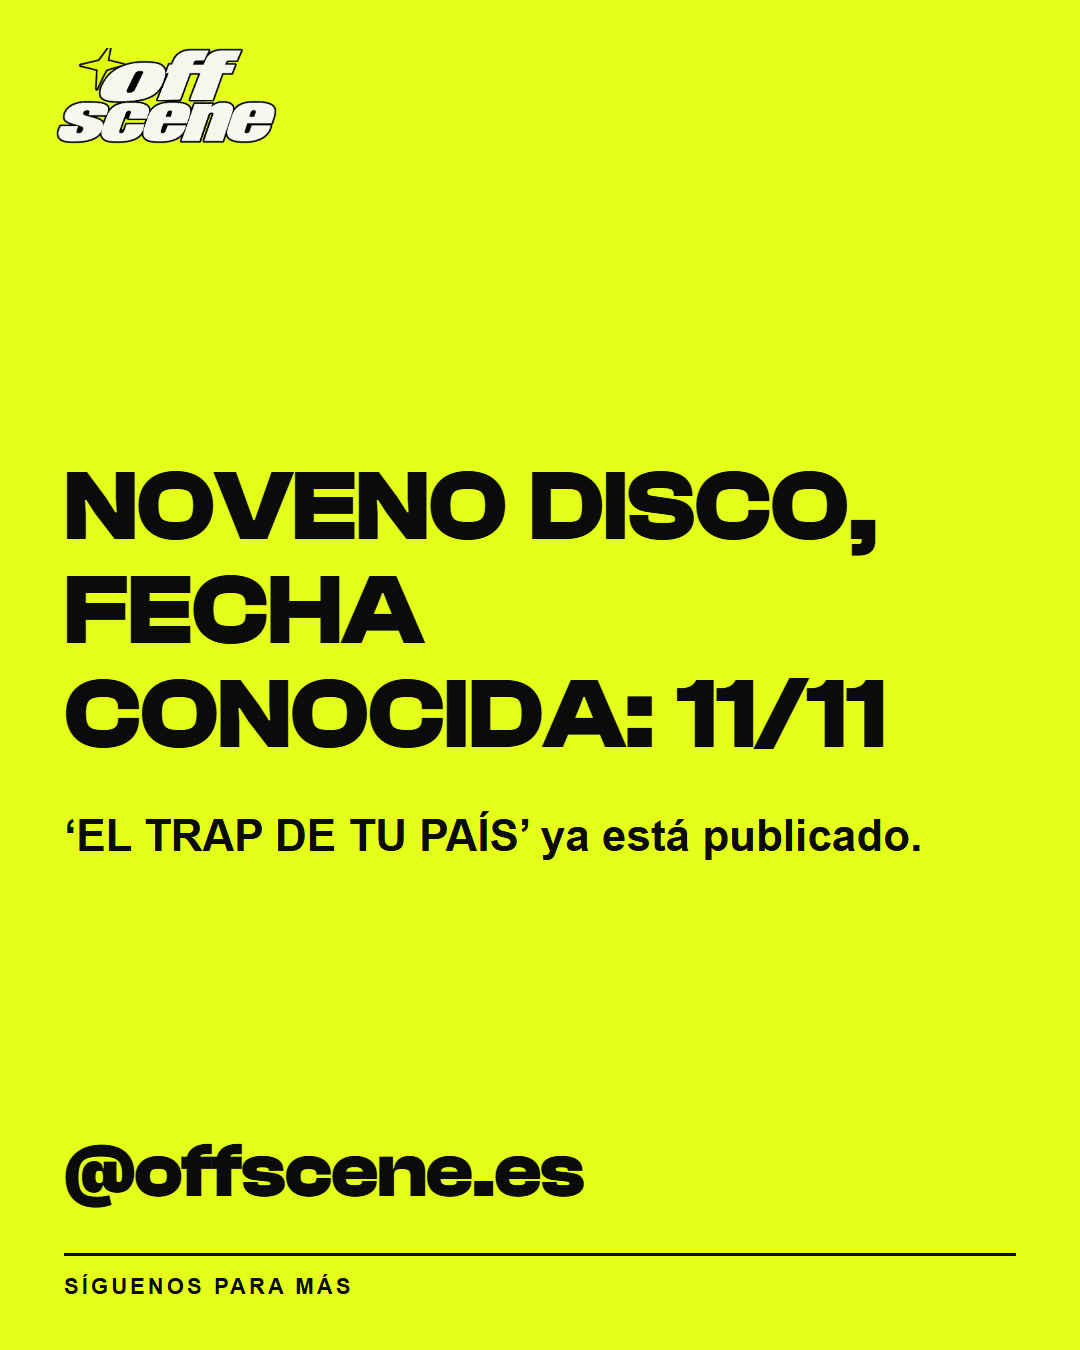 off
scene
NOVENO DISCO,
FECHA
CONOCIDA: 11/11
‘EL TRAP DE TU PAÍS’ ya está publicado.
@offscene.es
SÍGUENOS PARA MÁS